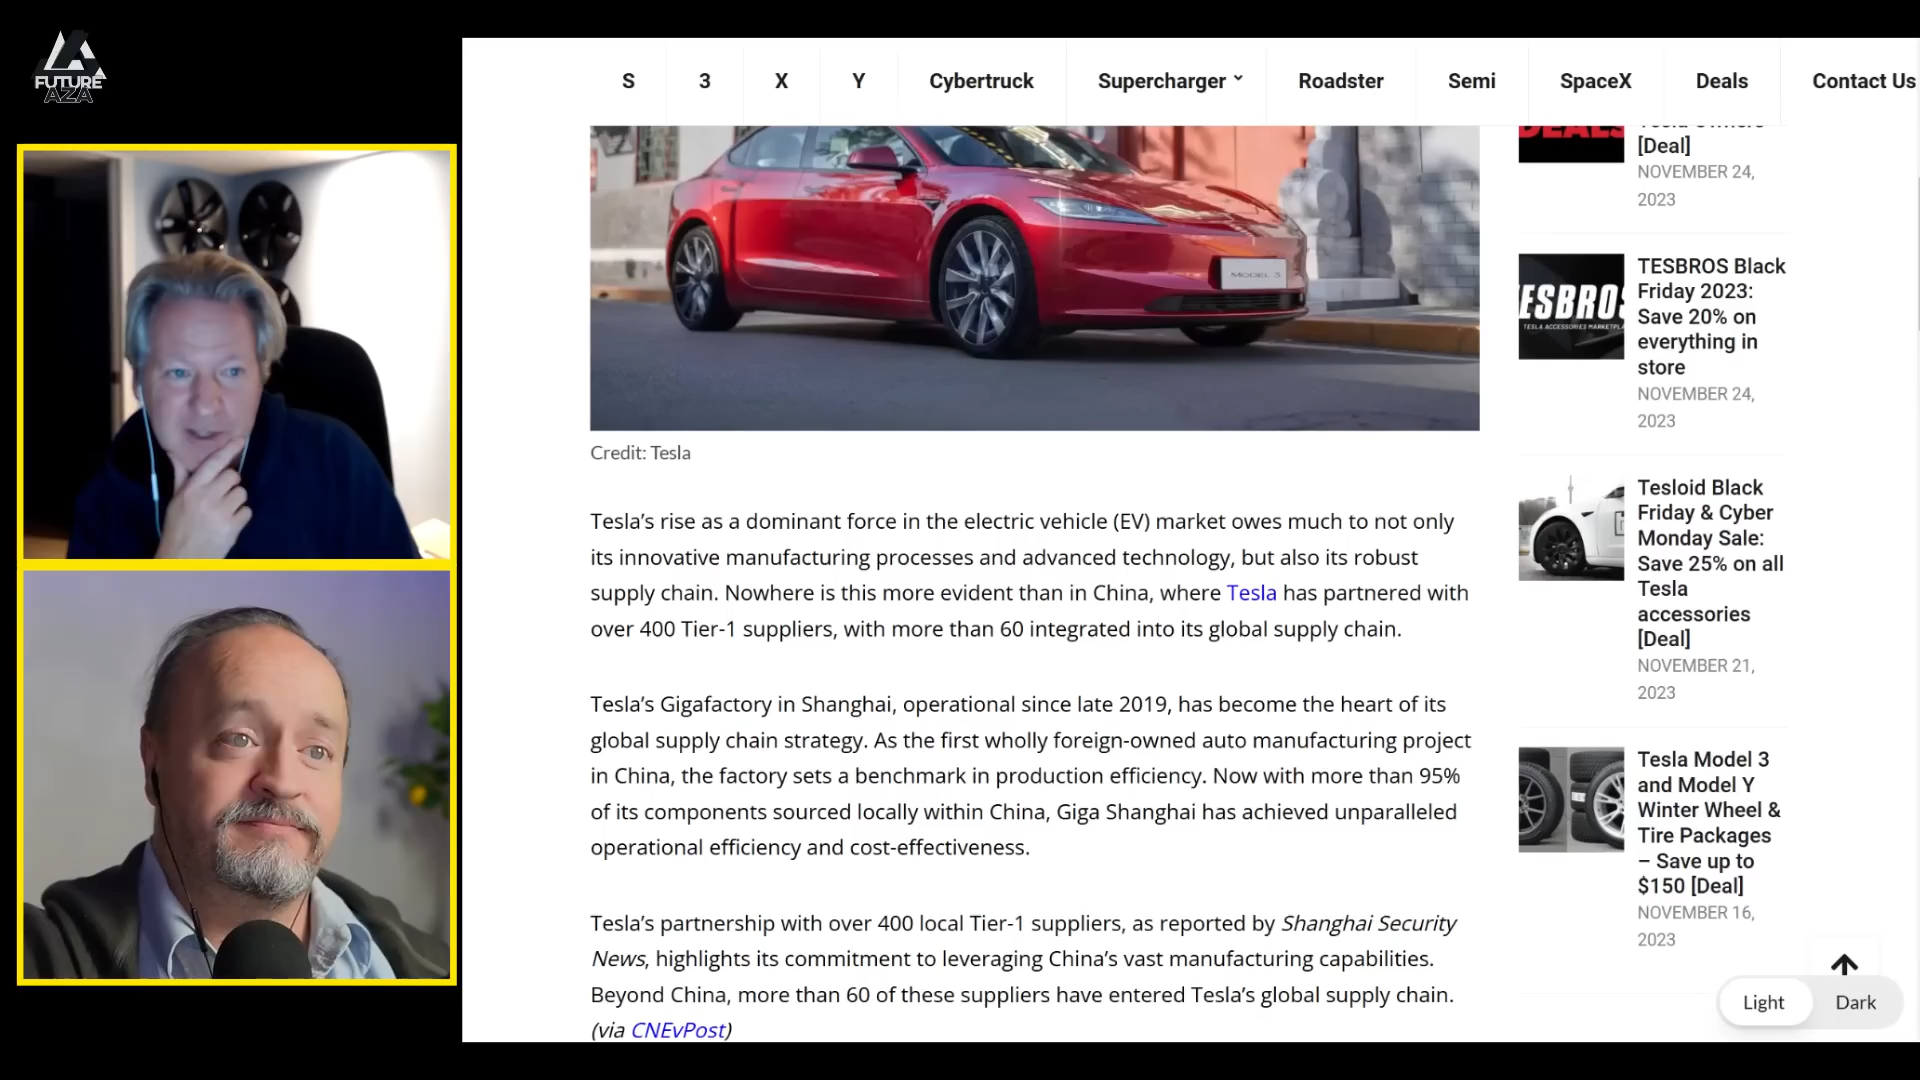 FUTURE
AZA
S 3 X Y Cybertruck Supercharger Roadster Semi SpaceX Deals Contact Us
MODEL 3
Credit: Tesla
Tesla’s rise as a dominant force in the electric vehicle (EV) market owes much to not only
its innovative manufacturing processes and advanced technology, but also its robust
supply chain. Nowhere is this more evident than in China, where Tesla has partnered with
over 400 Tier-1 suppliers, with more than 60 integrated into its global supply chain.
Tesla’s Gigafactory in Shanghai, operational since late 2019, has become the heart of its
global supply chain strategy. As the first wholly foreign-owned auto manufacturing project
in China, the factory sets a benchmark in production efficiency. Now with more than 95%
of its components sourced locally within China, Giga Shanghai has achieved unparalleled
operational efficiency and cost-effectiveness.
Tesla’s partnership with over 400 local Tier-1 suppliers, as reported by Shanghai Security
News, highlights its commitment to leveraging China’s vast manufacturing capabilities.
Beyond China, more than 60 of these suppliers have entered Tesla’s global supply chain.
(via CNEvPost)
DEALS
Tesla Owners
[Deal]
NOVEMBER 24,
2023
ESBROS
TESLA ACCESSORIES MARKETPLA
TESBROS Black
Friday 2023:
Save 20% on
everything in
store
NOVEMBER 24,
2023
Tesloid Black
Friday & Cyber
Monday Sale:
Save 25% on all
Tesla
accessories
[Deal]
NOVEMBER 21,
2023
Tesla Model 3
and Model Y
Winter Wheel &
Tire Packages
– Save up to
$150 [Deal]
NOVEMBER 16,
2023
Light Dark